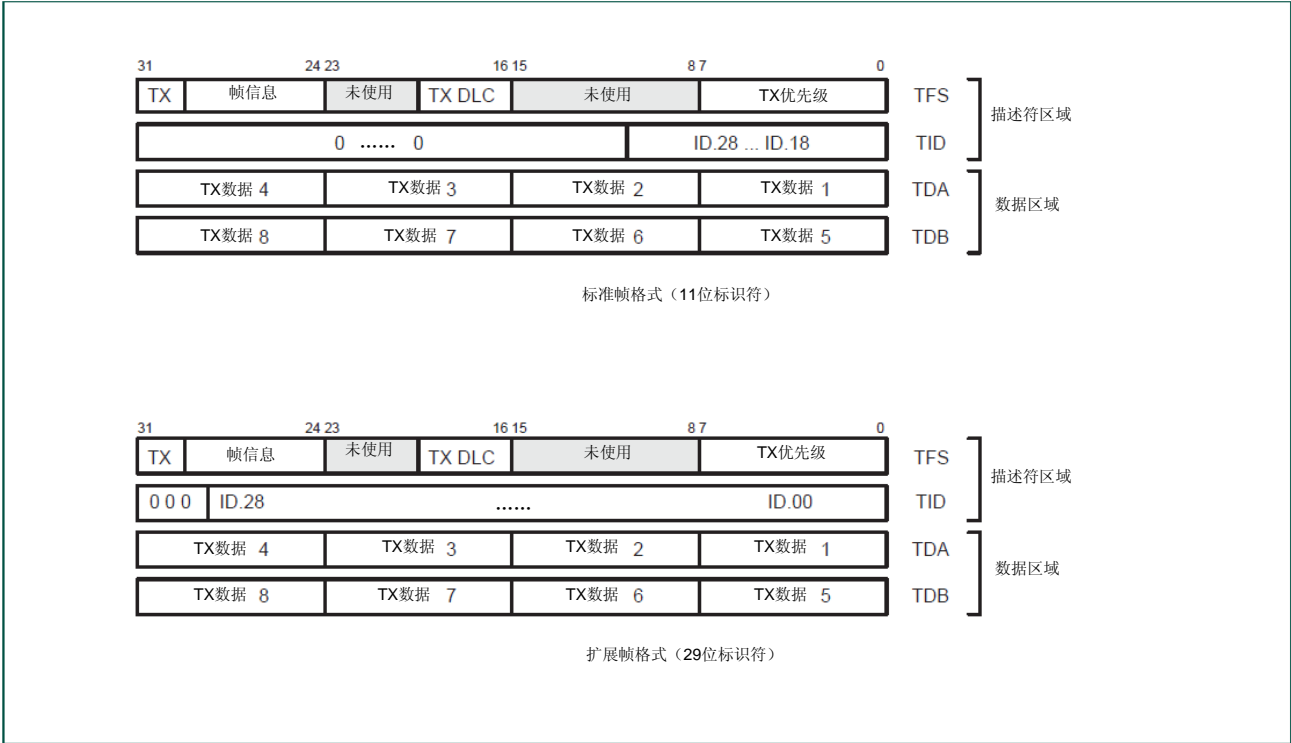 31 24 23 16 15 8 7 0
TX 帧信息 未使用 TX DLC 未使用 TX优先级 TFS
描述符区域
0 ...... 0 ID.28 ... ID.18 TID
TX数据 4 TX数据 3 TX数据 2 TX数据 1 TDA
数据区域
TX数据 8 TX数据 7 TX数据 6 TX数据 5 TDB
标准帧格式（11位标识符）
31 24 23 16 15 8 7 0
TX 帧信息 未使用 TX DLC 未使用 TX优先级 TFS
描述符区域
0 0 0 ID.28 ...... ID.00 TID
TX数据 4 TX数据 3 TX数据 2 TX数据 1 TDA
数据区域
TX数据 8 TX数据 7 TX数据 6 TX数据 5 TDB
扩展帧格式（29位标识符）